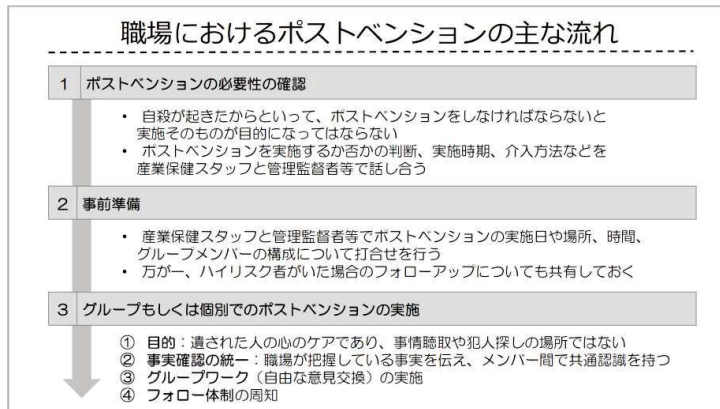 職場におけるポストベンションの主な流れ
1 ポストベンションの必要性の確認
• 自殺が起きたからといって、ポストベンションをしなければならないと
実施そのものが目的になってはならない
• ポストベンションを実施するか否かの判断、実施時期、介入方法などを
産業保健スタッフと管理監督者等で話し合う
2 事前準備
• 産業保健スタッフと管理監督者等でポストベンションの実施日や場所、時間、
グループメンバーの構成について打合せを行う
• 万が一、ハイリスク者がいた場合のフォローアップについても共有しておく
3 グループもしくは個別でのポストベンションの実施
① 目的：遺された人の心のケアであり、事情聴取や犯人探しの場所ではない
② 事実確認の統一：職場が把握している事実を伝え、メンバー間で共通認識を持つ
③ グループワーク（自由な意見交換）の実施
④ フォロー体制の周知